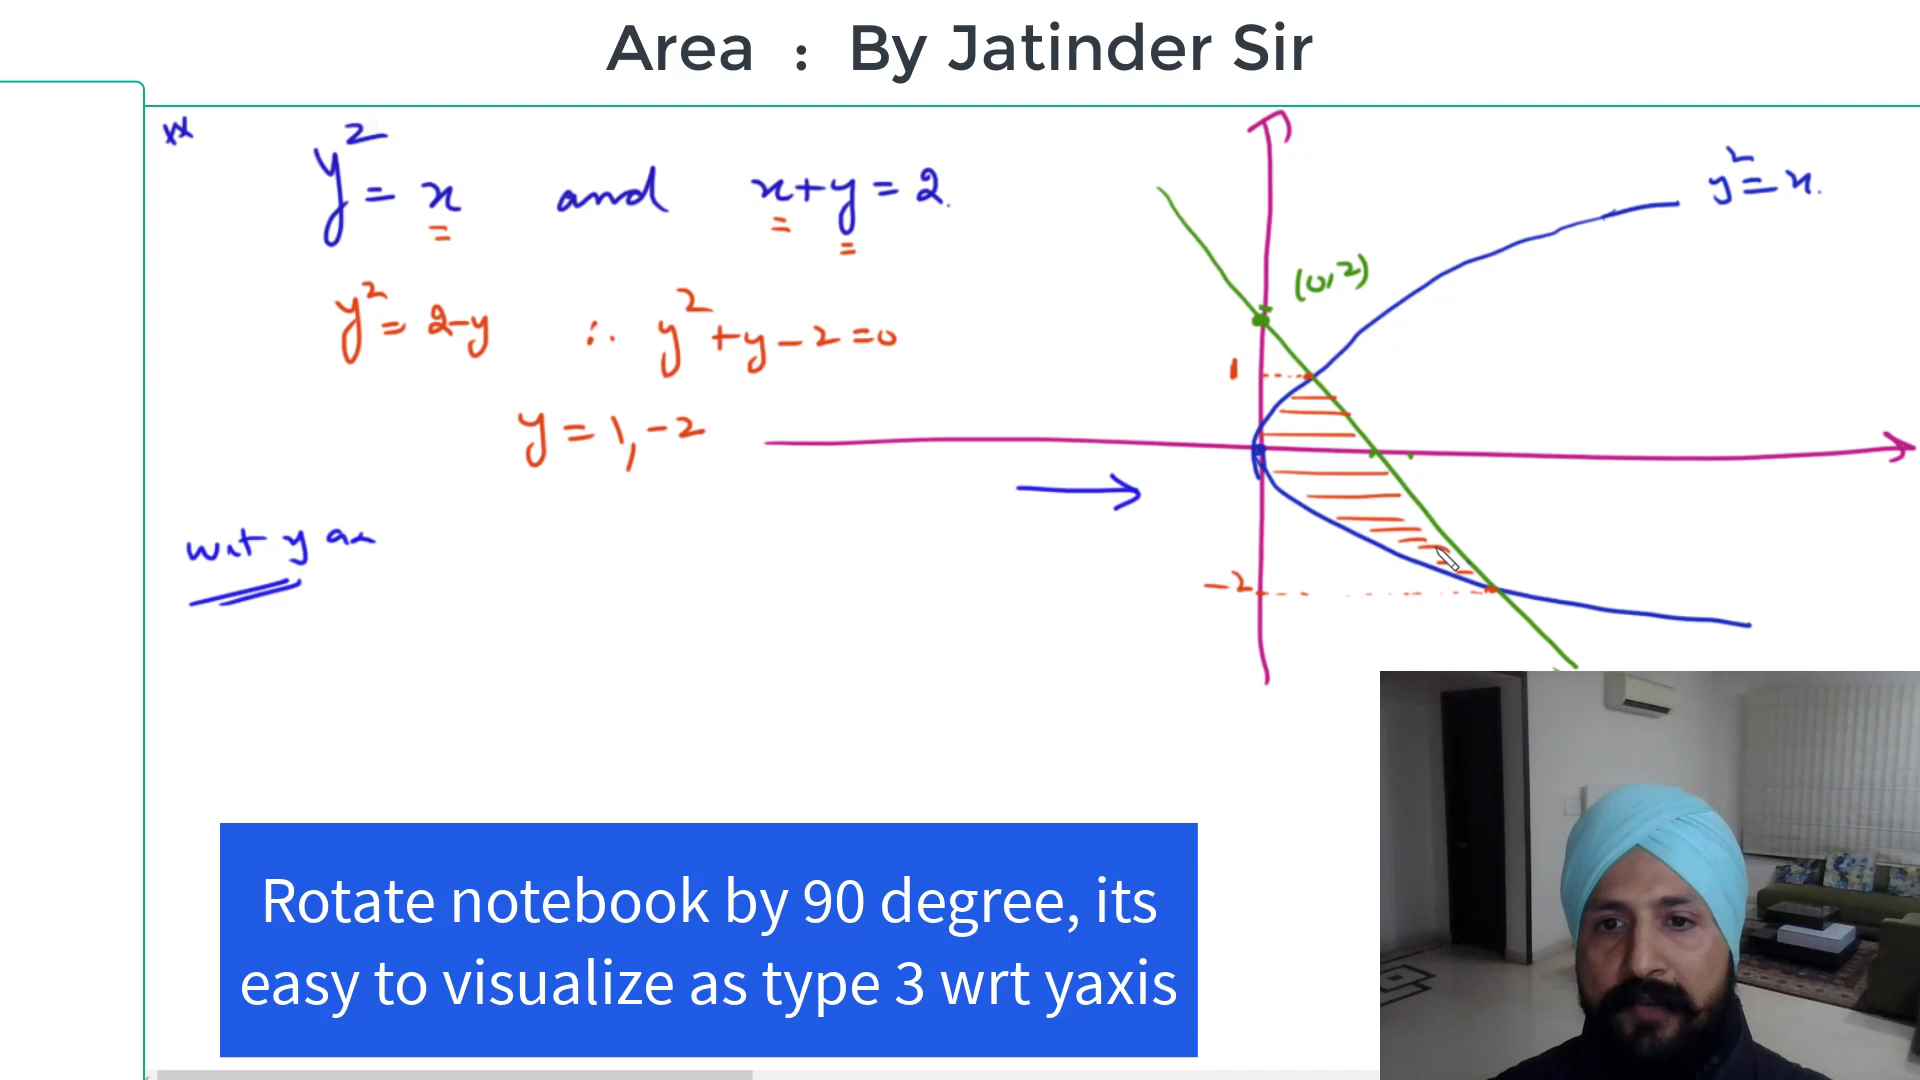 Area : By Jatinder Sir
y² = x and x+y = 2.
y² = 2-y ∴ y²+y-2=0
y = 1, -2
wrt y ax
y² = x.
(0,2)
1
-2
Rotate notebook by 90 degree, its
easy to visualize as type 3 wrt yaxis